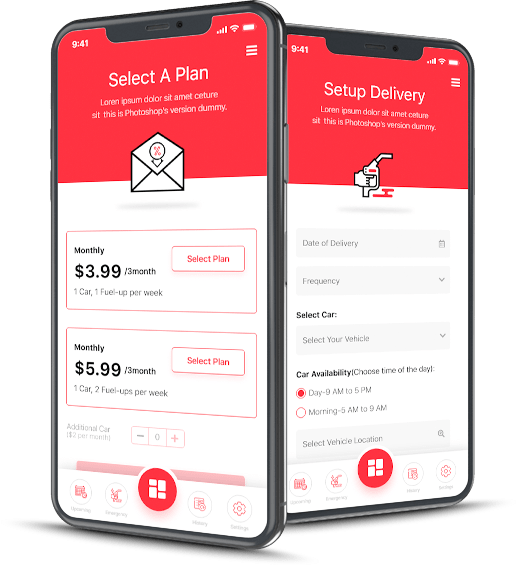 9:41
Select A Plan
Loren ipsum dolor sit amet ceture
sit this is Photoshop's version dummy.
Monthly
$3.99 /3month
Select Plan
1 Car, 1 Fuel-up per week
Monthly
$5.99 /3month
Select Plan
1 Car, 2 Fuel-ups per week
Additional Car
($2 per month)
0
Upcoming
Emergency
History
Settings
9:41
Setup Delivery
Loren ipsum dolor sit amet ceture
sit this is Photoshop's version dummy.
Date of Delivery
Frequency
Select Car:
Select Your Vehicle
Car Availability(Choose time of the day):
Day-9 AM to 5 PM
Morning-5 AM to 9 AM
Select Vehicle Location
Upcoming
Emergency
History
Settings